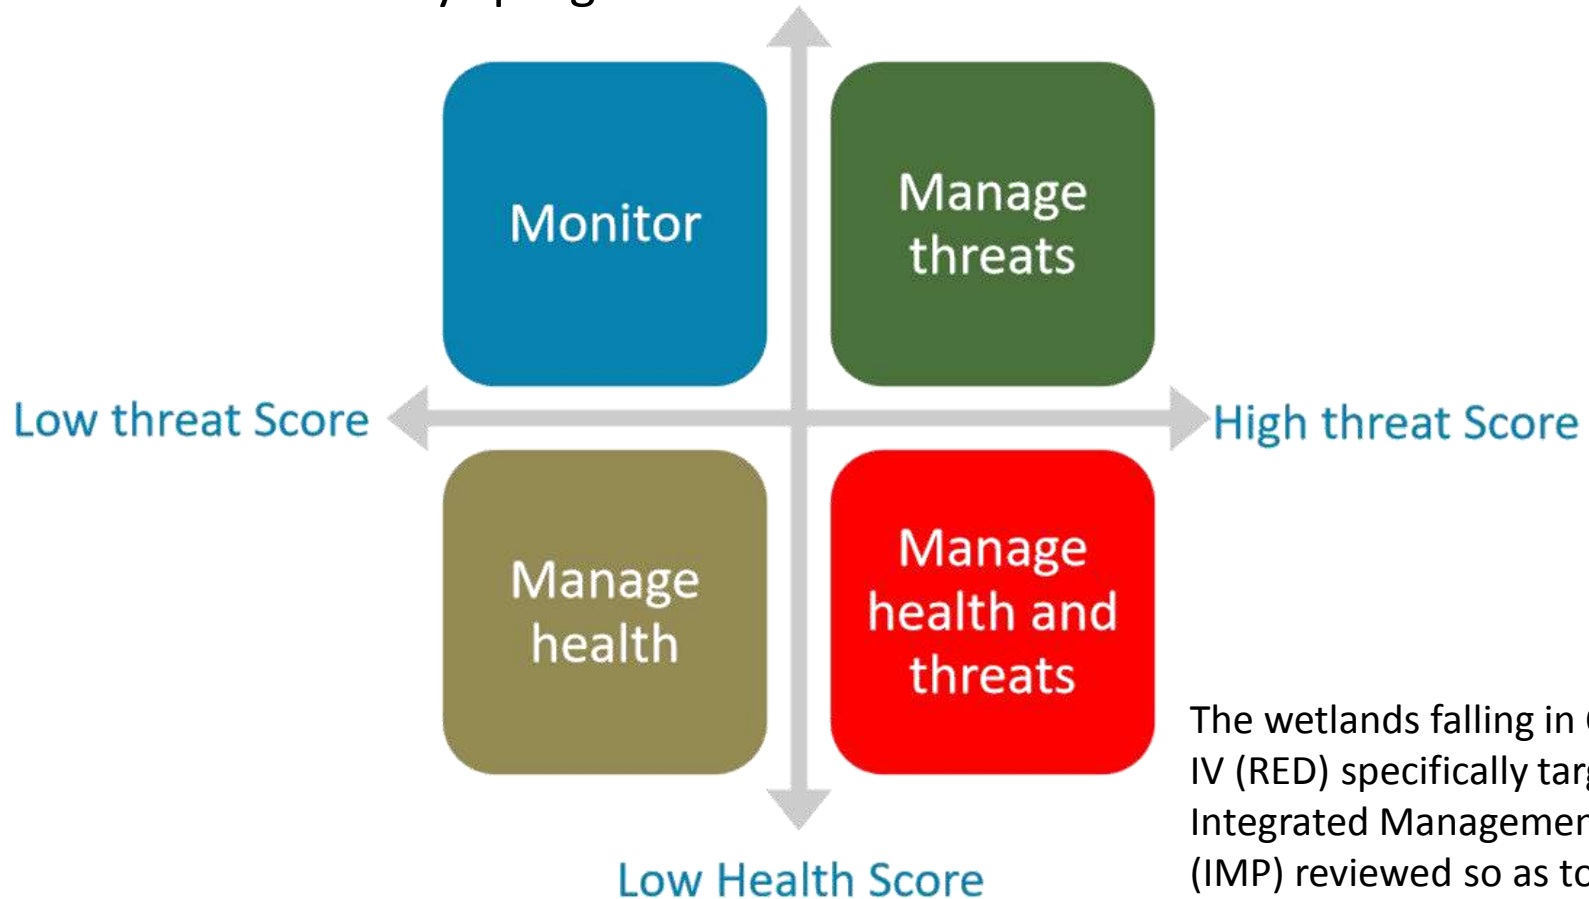 Monitor
Manage
threats
Low threat Score
High threat Score
Manage
health
Manage
health and
threats
The wetlands falling in
IV (RED) specifically
Integrated
(IMP) reviewed so as to
Low Health Score